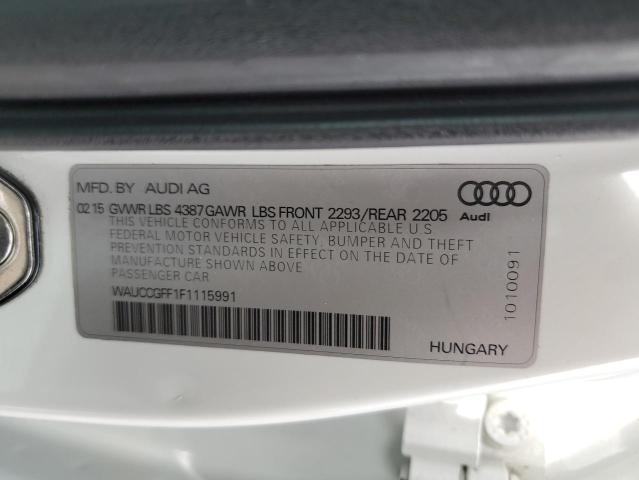 MFD. BY AUDI AG
02 15 GVWR LBS 4387 GAWR LBS FRONT 2293/REAR 2205
Audi
THIS VEHICLE CONFORMS TO ALL APPLICABLE U.S
FEDERAL MOTOR VEHICLE SAFETY, BUMPER AND THEFT
PREVENTION STANDARDS IN EFFECT ON THE DATE OF
MANUFACTURE SHOWN ABOVE
PASSENGER CAR
WAUCCGFF1F1115991
1010091
HUNGARY